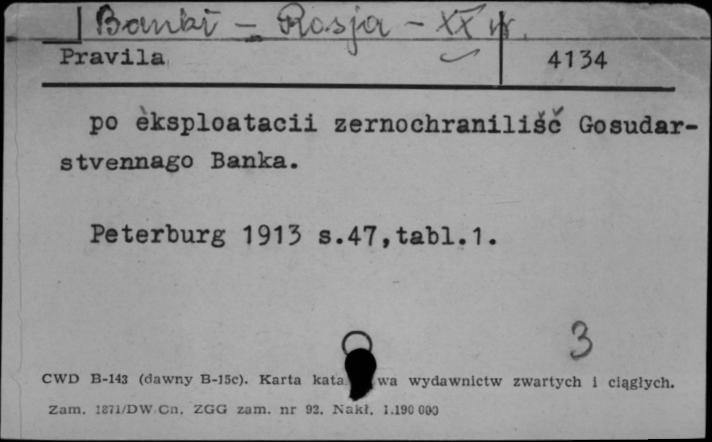 Banki - Rosja - XX w.
Pravila 4134
po èksploatacii zernochranilišč Gosudar-
stvennago Banka.
Peterburg 1913 s.47,tabl.1.
3
CWD B-143 (dawny B-15c). Karta kata wa wydawnictw zwartych i ciągłych.
Zam. 1871/DW Cn. ZGG zam. nr 92. Nakł. 1.190 000